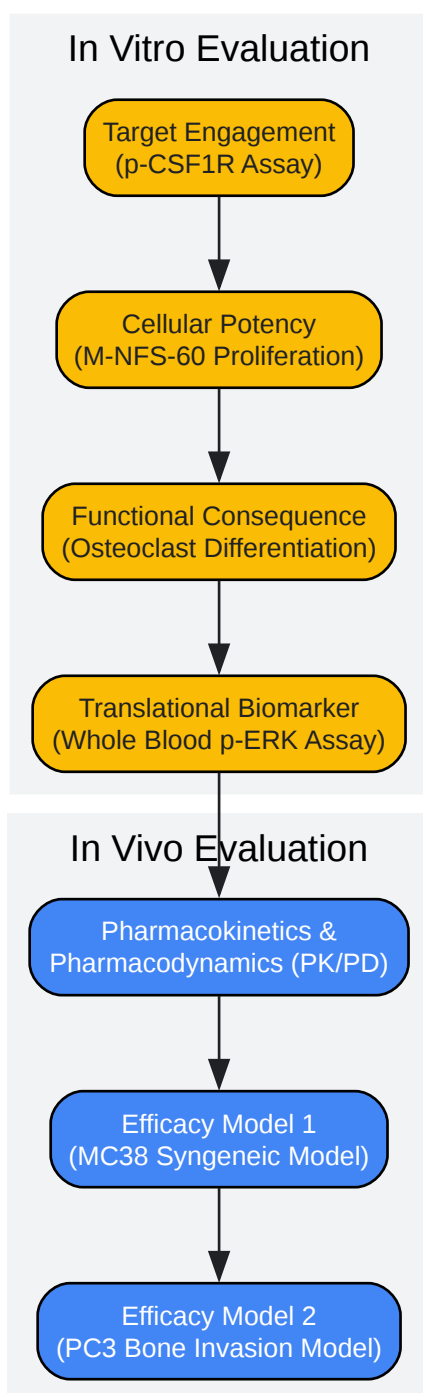 In Vitro Evaluation
Target Engagement
(p-CSF1R Assay)
Cellular Potency
(M-NFS-60 Proliferation)
Functional Consequence
(Osteoclast Differentiation)
Translational Biomarker
(Whole Blood p-ERK Assay)
In Vivo Evaluation
Pharmacokinetics &
Pharmacodynamics (PK/PD)
Efficacy Model 1
(MC38 Syngeneic Model)
Efficacy Model 2
(PC3 Bone Invasion Model)